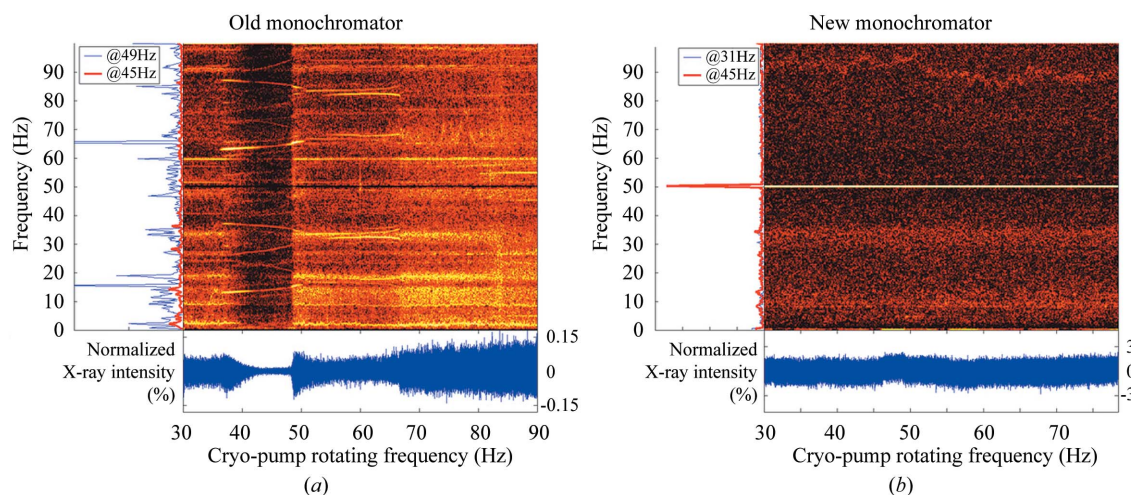 Old monochromator
@49Hz
@45Hz
Frequency (Hz)
90
80
70
60
50
40
30
20
10
0
Normalized
X-ray intensity
(%)
0.15
0
-0.15
30 40 50 60 70 80 90
Cryo-pump rotating frequency (Hz)
(a)
New monochromator
@31Hz
@45Hz
Frequency (Hz)
90
80
70
60
50
40
30
20
10
0
Normalized
X-ray intensity
(%)
3
0
-3
30 40 50 60 70
Cryo-pump rotating frequency (Hz)
(b)